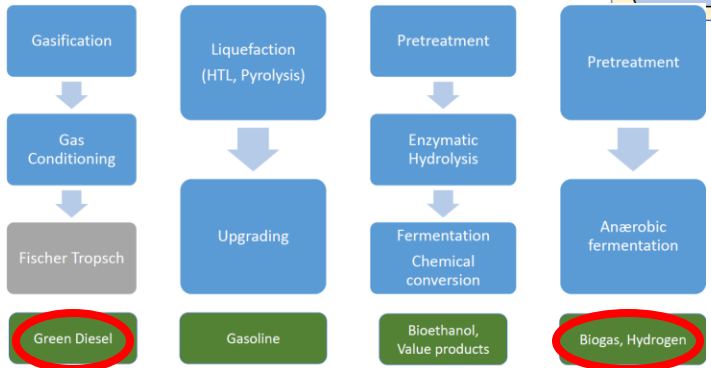 Gasification
Gas
Conditioning
Fischer Tropsch
Green Diesel
Liquefaction
(HTL, Pyrolysis)
Upgrading
Gasoline
Pretreatment
Enzymatic
Hydrolysis
Fermentation
Chemical
conversion
Bioethanol,
Value products
Pretreatment
Anærobic
fermentation
Biogas, Hydrogen